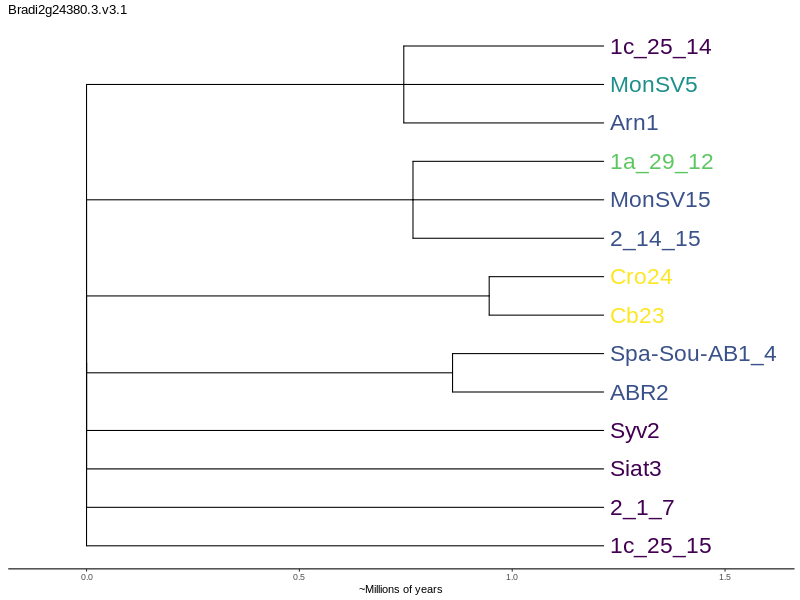 Bradi2g24380.3.v3.1
1c_25_14
MonSV5
Arn1
1a_29_12
MonSV15
2_14_15
Cro24
Cb23
Spa-Sou-AB1_4
ABR2
Syv2
Siat3
2_1_7
1c_25_15
0.0 0.5 1.0 1.5
~Millions of years